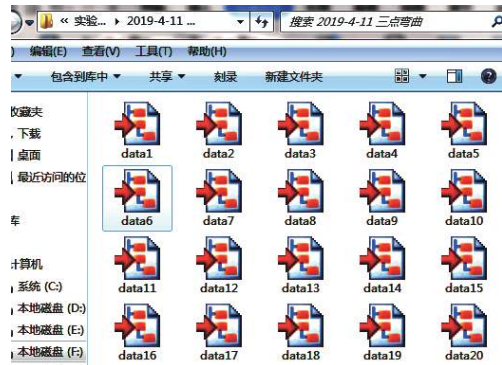 « 实验... ▸ 2019-4-11 ...
搜索 2019-4-11 三点弯曲
) 编辑(E) 查看(V) 工具(T) 帮助(H)
包含到库中 共享 刻录 新建文件夹
收藏夹
下载
桌面
最近访问的位
库
计算机
系统 (C:)
本地磁盘 (D:)
本地磁盘 (E:)
本地磁盘 (F:)
data1 data2 data3 data4 data5
data6 data7 data8 data9 data10
data11 data12 data13 data14 data15
data16 data17 data18 data19 data20